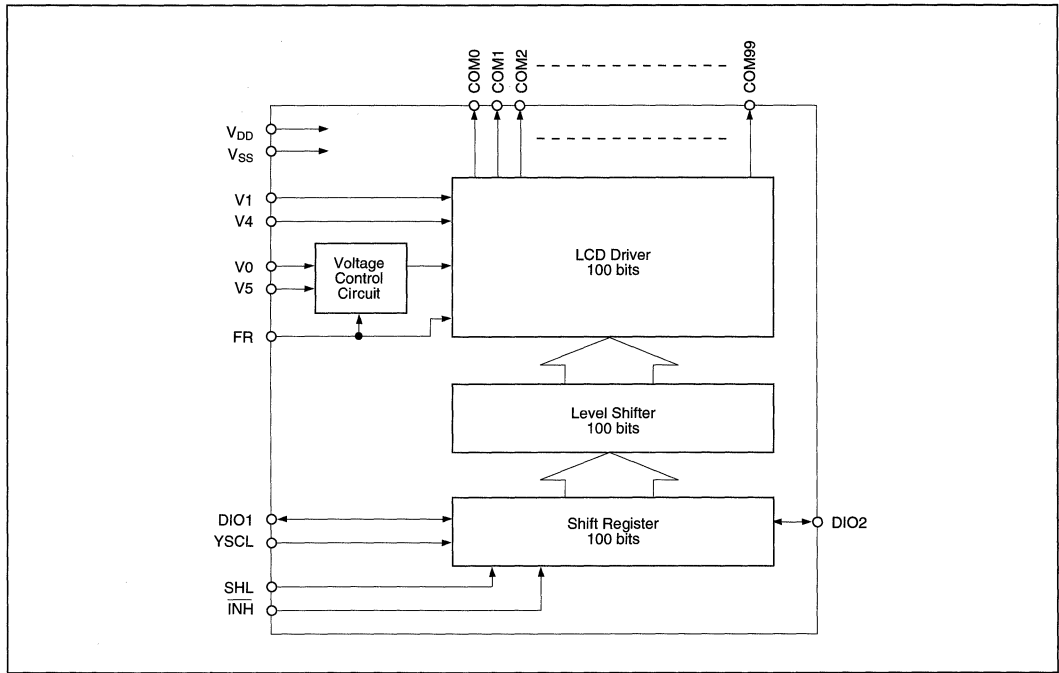 COM0
COM1
COM2
COM99
VDD
VSS
V1
V4
V0
V5
FR
Voltage
Control
Circuit
LCD Driver
100 bits
Level Shifter
100 bits
DIO1
YSCL
SHL
I̅N̅H̅
Shift Register
100 bits
DIO2